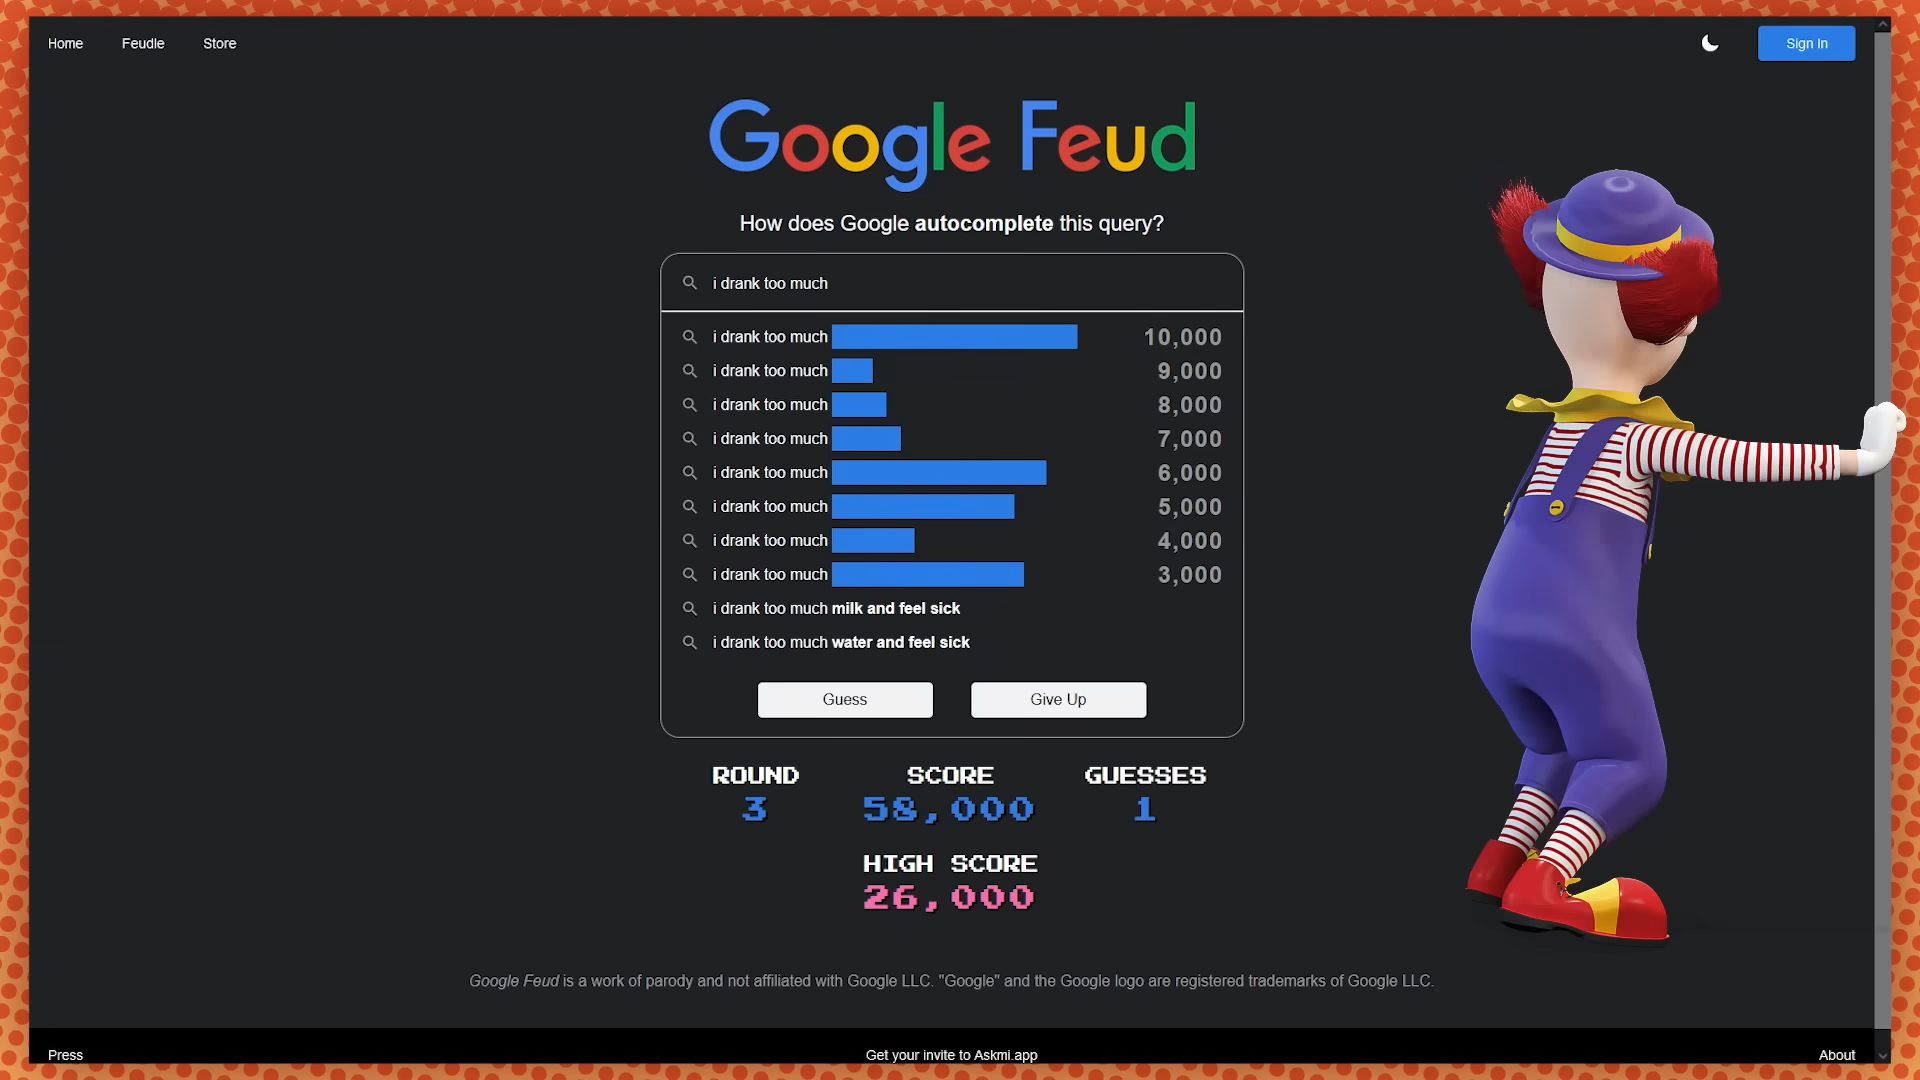 Home Feudle Store Sign In
Google Feud
How does Google autocomplete this query?
i drank too much
i drank too much 10,000
i drank too much 9,000
i drank too much 8,000
i drank too much 7,000
i drank too much 6,000
i drank too much 5,000
i drank too much 4,000
i drank too much 3,000
i drank too much milk and feel sick
i drank too much water and feel sick
Guess Give Up
ROUND SCORE GUESSES
3 58,000 1
HIGH SCORE
26,000
Google Feud is a work of parody and not affiliated with Google LLC. "Google" and the Google logo are registered trademarks of Google LLC.
Press Get your invite to Askmi.app About